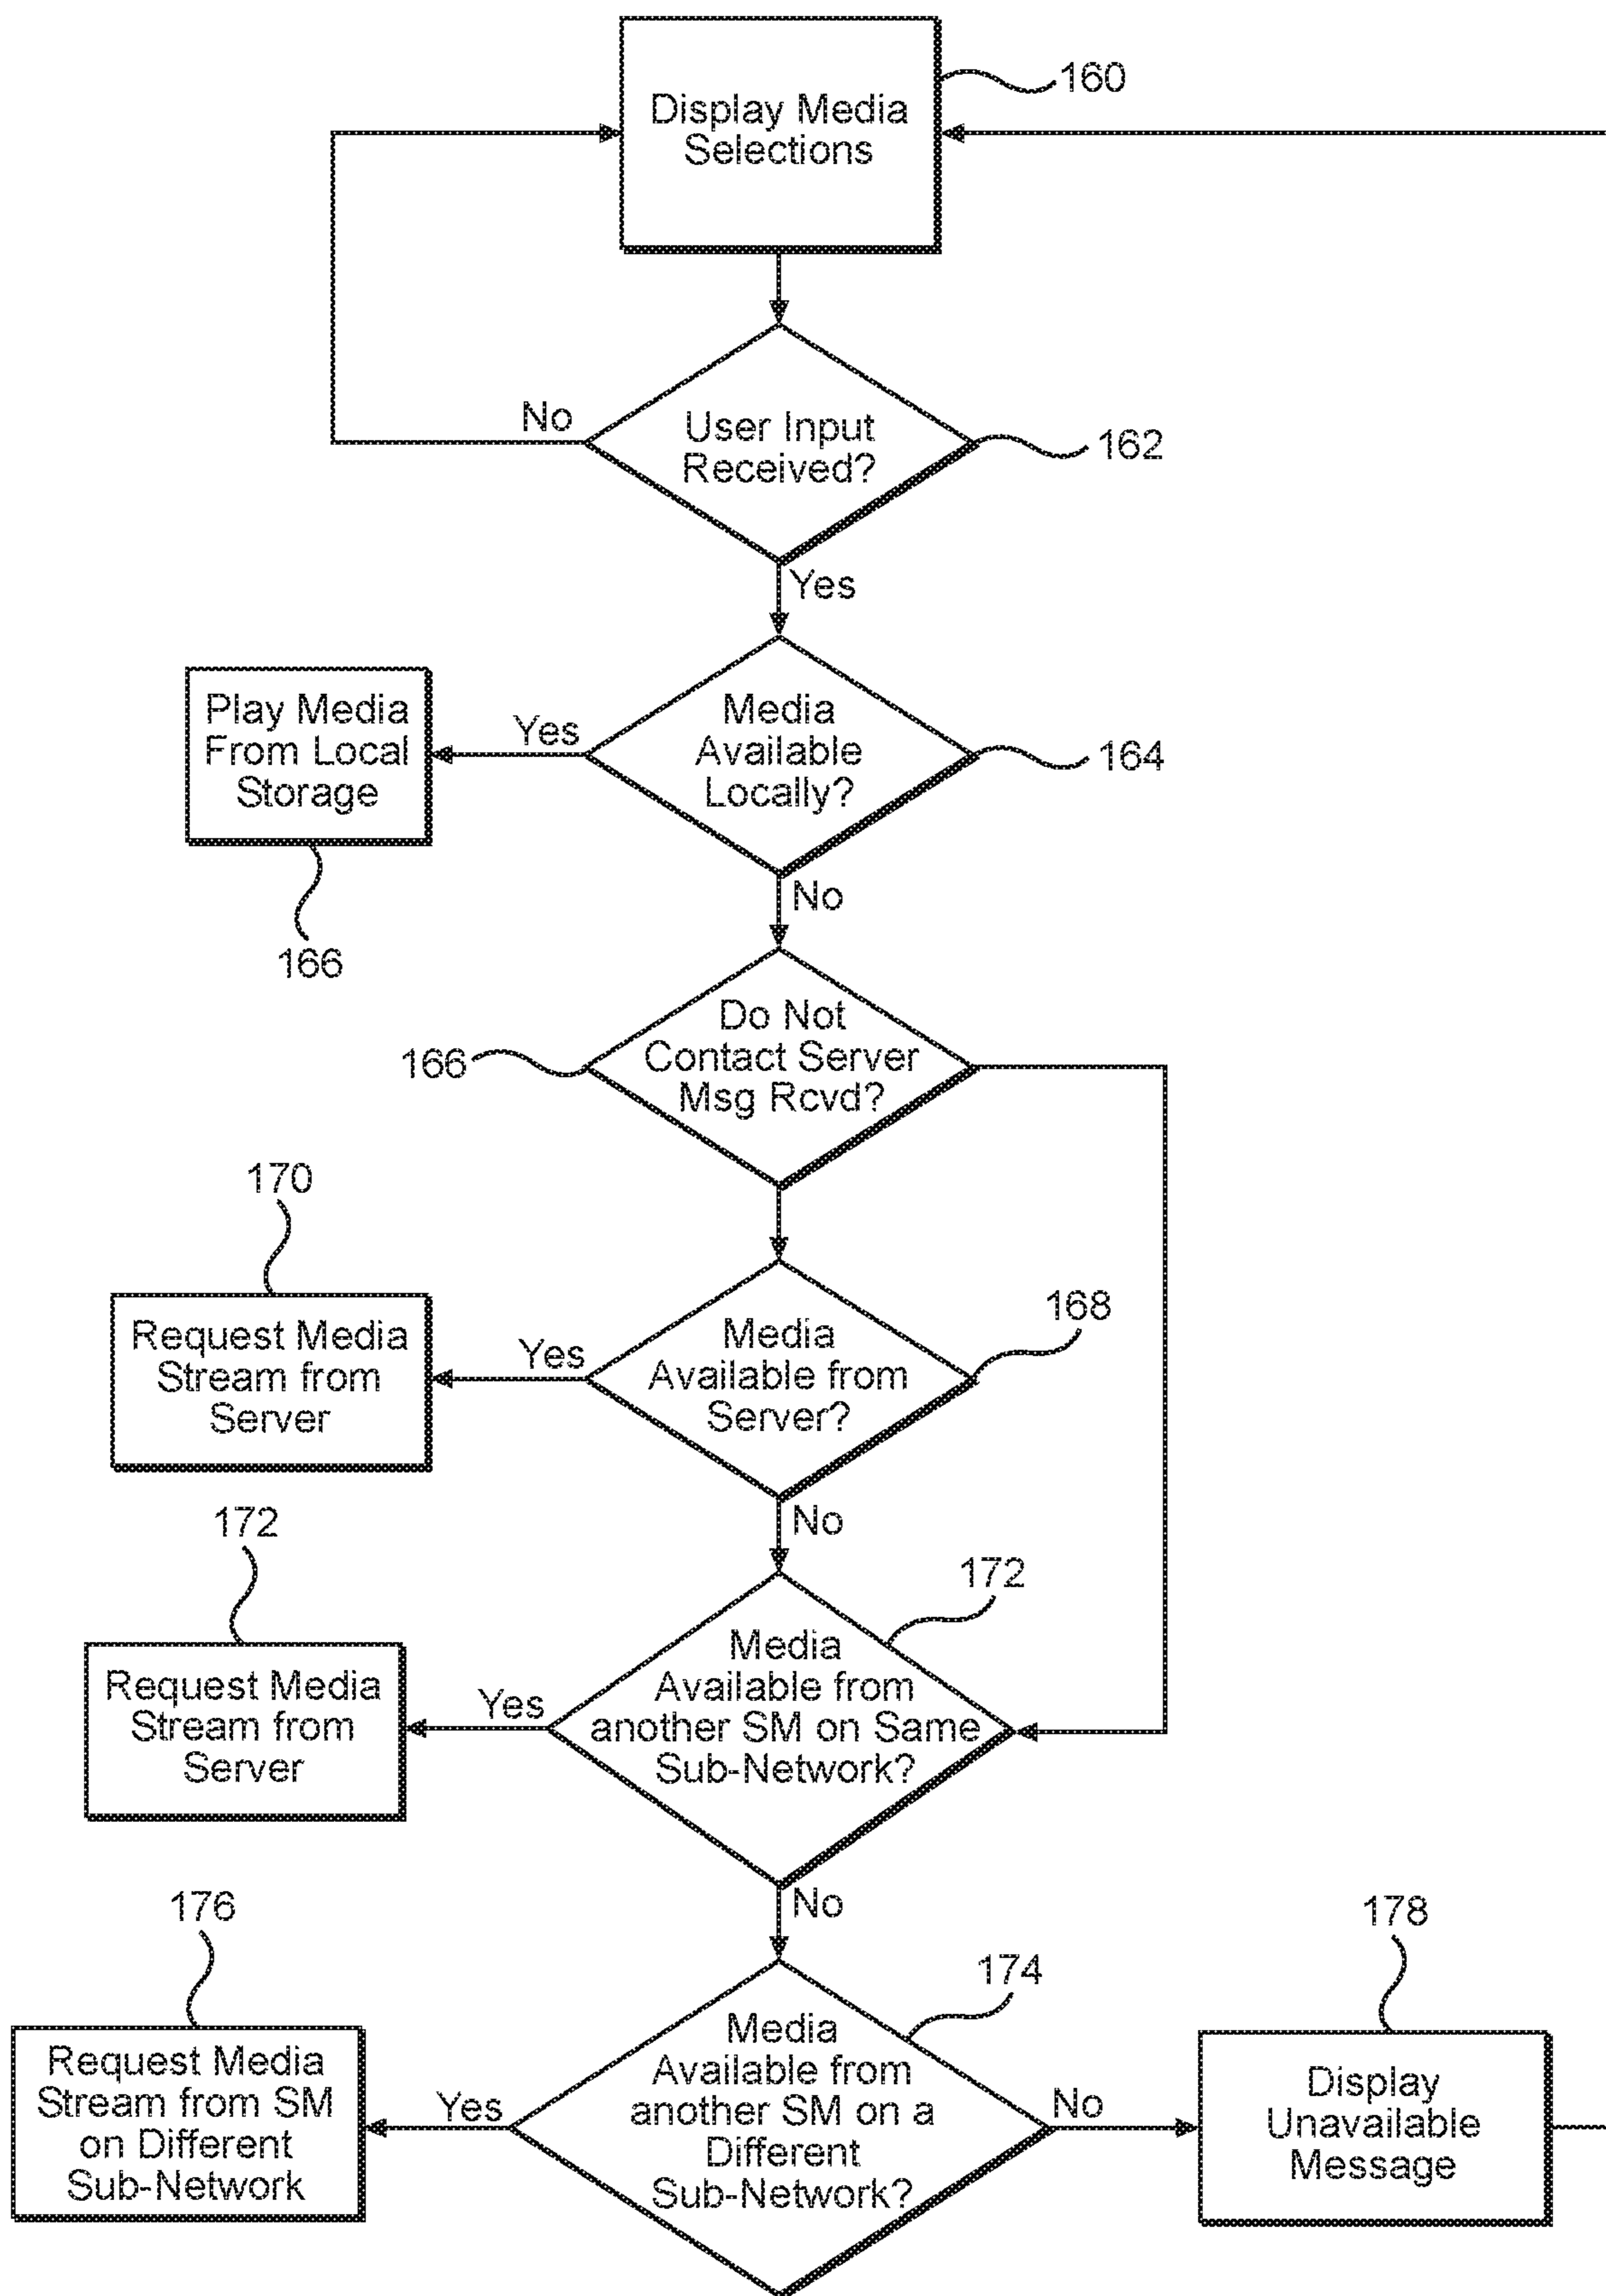 160
Display Media
Selections
No
User Input
Received?
162
Yes
Play Media
From Local
Storage
Yes
Media
Available
Locally?
164
No
166
166
Do Not
Contact Server
Msg Rcvd?
170
Request Media
Stream from
Server
Yes
Media
Available from
Server?
168
No
172
Request Media
Stream from
Server
Yes
Media
Available from
another SM on Same
Sub-Network?
172
No
176
Request Media
Stream from SM
on Different
Sub-Network
Yes
Media
Available from
another SM on a
Different
Sub-Network?
174
No
178
Display
Unavailable
Message